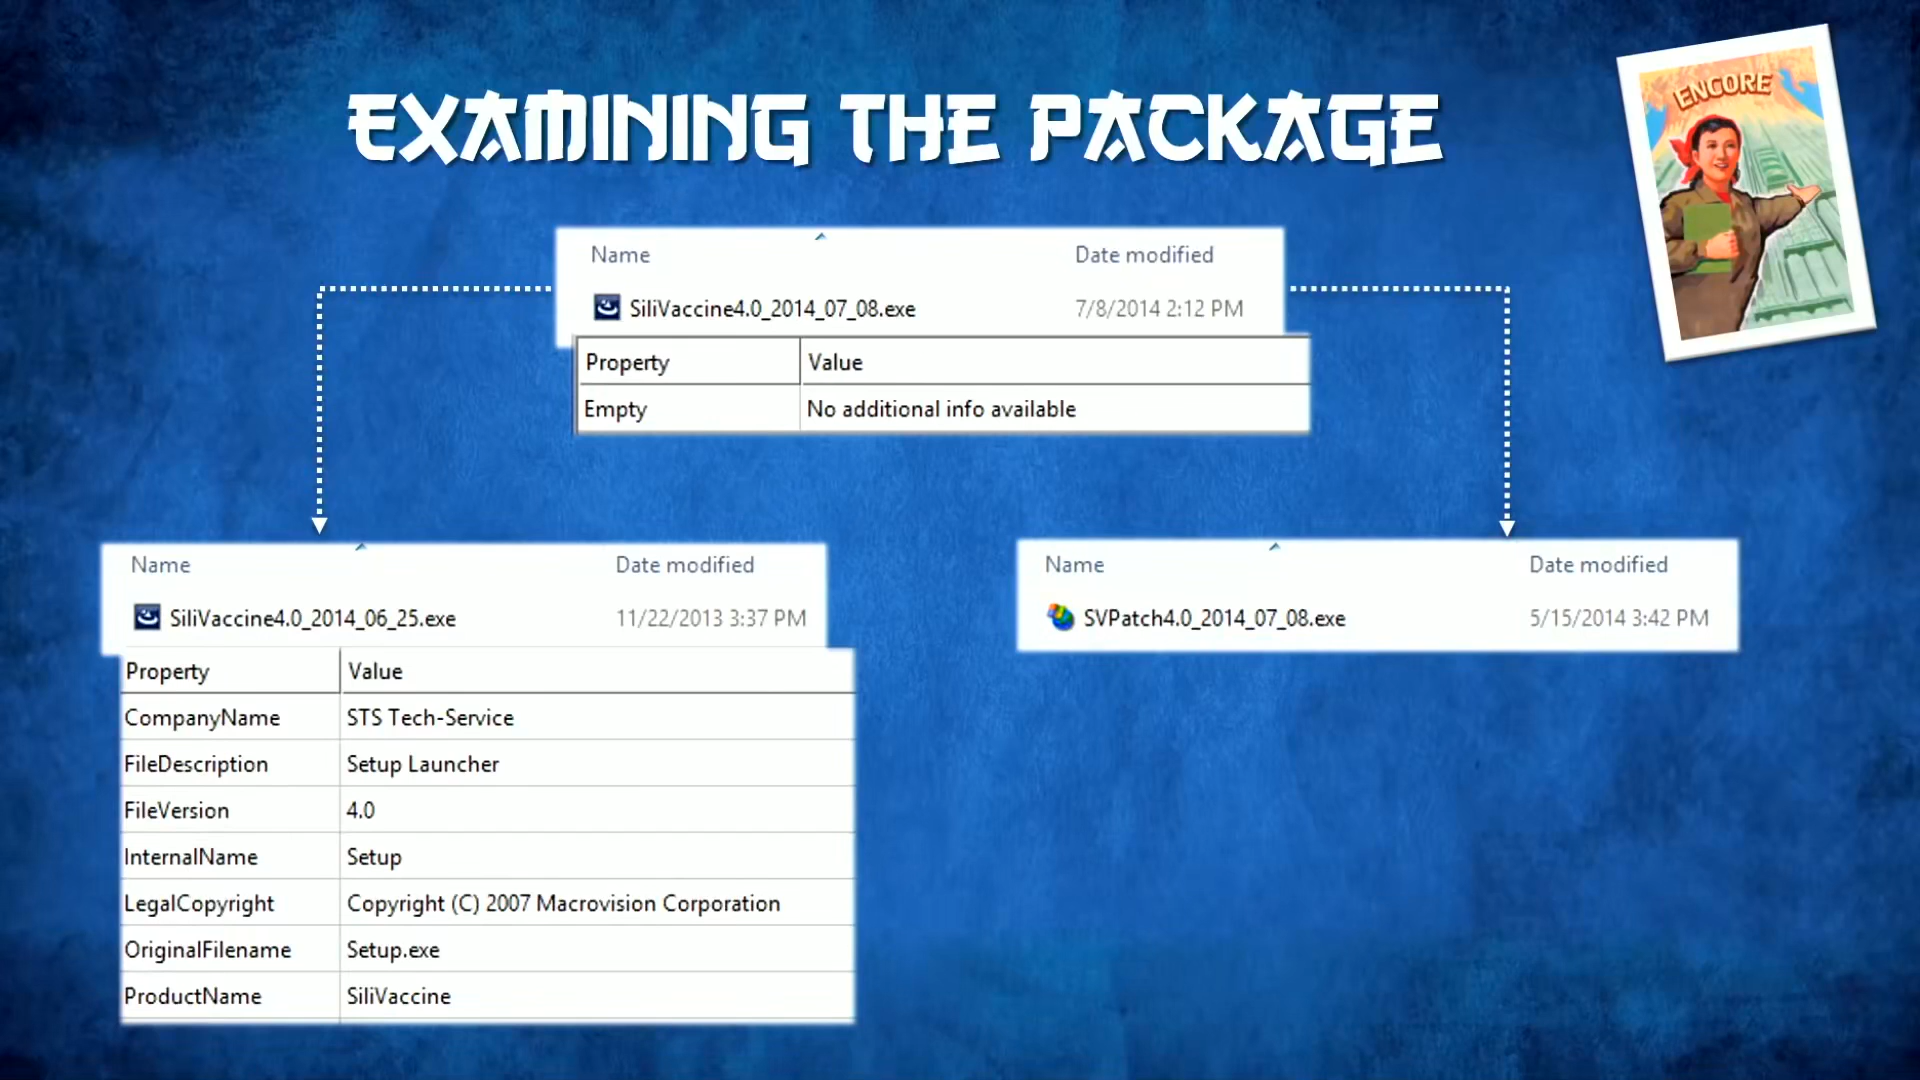 EXAMINING THE PACKAGE
ENCORE
Name Date modified
SiliVaccine4.0_2014_07_08.exe 7/8/2014 2:12 PM
Property Value
Empty No additional info available
Name Date modified
SiliVaccine4.0_2014_06_25.exe 11/22/2013 3:37 PM
Property Value
CompanyName STS Tech-Service
FileDescription Setup Launcher
FileVersion 4.0
InternalName Setup
LegalCopyright Copyright (C) 2007 Macrovision Corporation
OriginalFilename Setup.exe
ProductName SiliVaccine
Name Date modified
SVPatch4.0_2014_07_08.exe 5/15/2014 3:42 PM